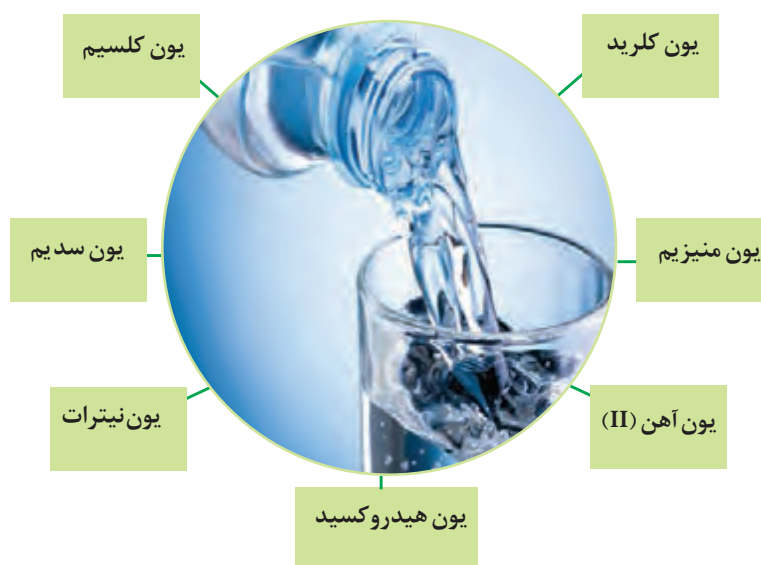 یون کلرید
یون کلسیم
یون منیزیم
یون سدیم
یون آهن (II)
یون نیترات
یون هیدروکسید